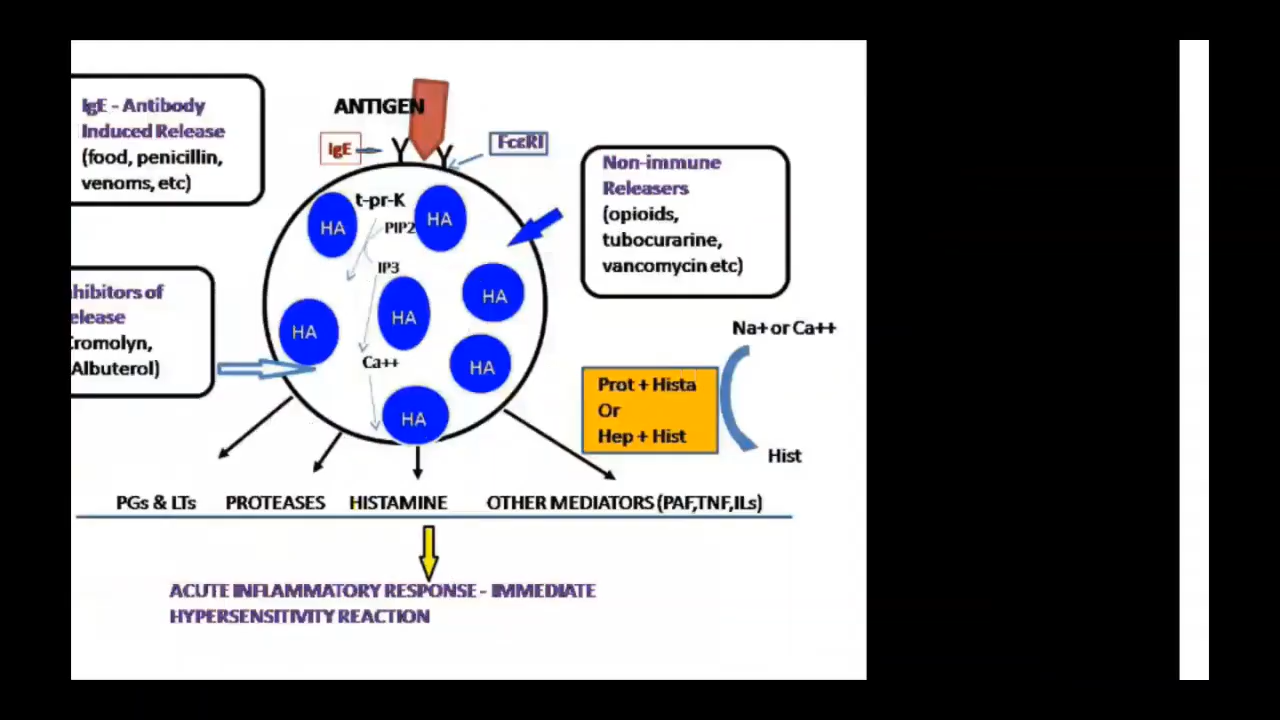 IgE - Antibody
Induced Release
(food, penicillin,
venoms, etc)
ANTIGEN
IgE
FcεRI
Non-immune
Releasers
(opioids,
tubocurarine,
vancomycin etc)
t-pr-K
HA
HA
PIP2
IP3
HA
HA
HA
HA
HA
Ca++
nhibitors of
elease
Cromolyn,
Albuterol)
Na+ or Ca++
Prot + Hista
Or
Hep + Hist
Hist
PGs & LTs PROTEASES HISTAMINE OTHER MEDIATORS (PAF,TNF,ILs)
ACUTE INFLAMMATORY RESPONSE - IMMEDIATE
HYPERSENSITIVITY REACTION